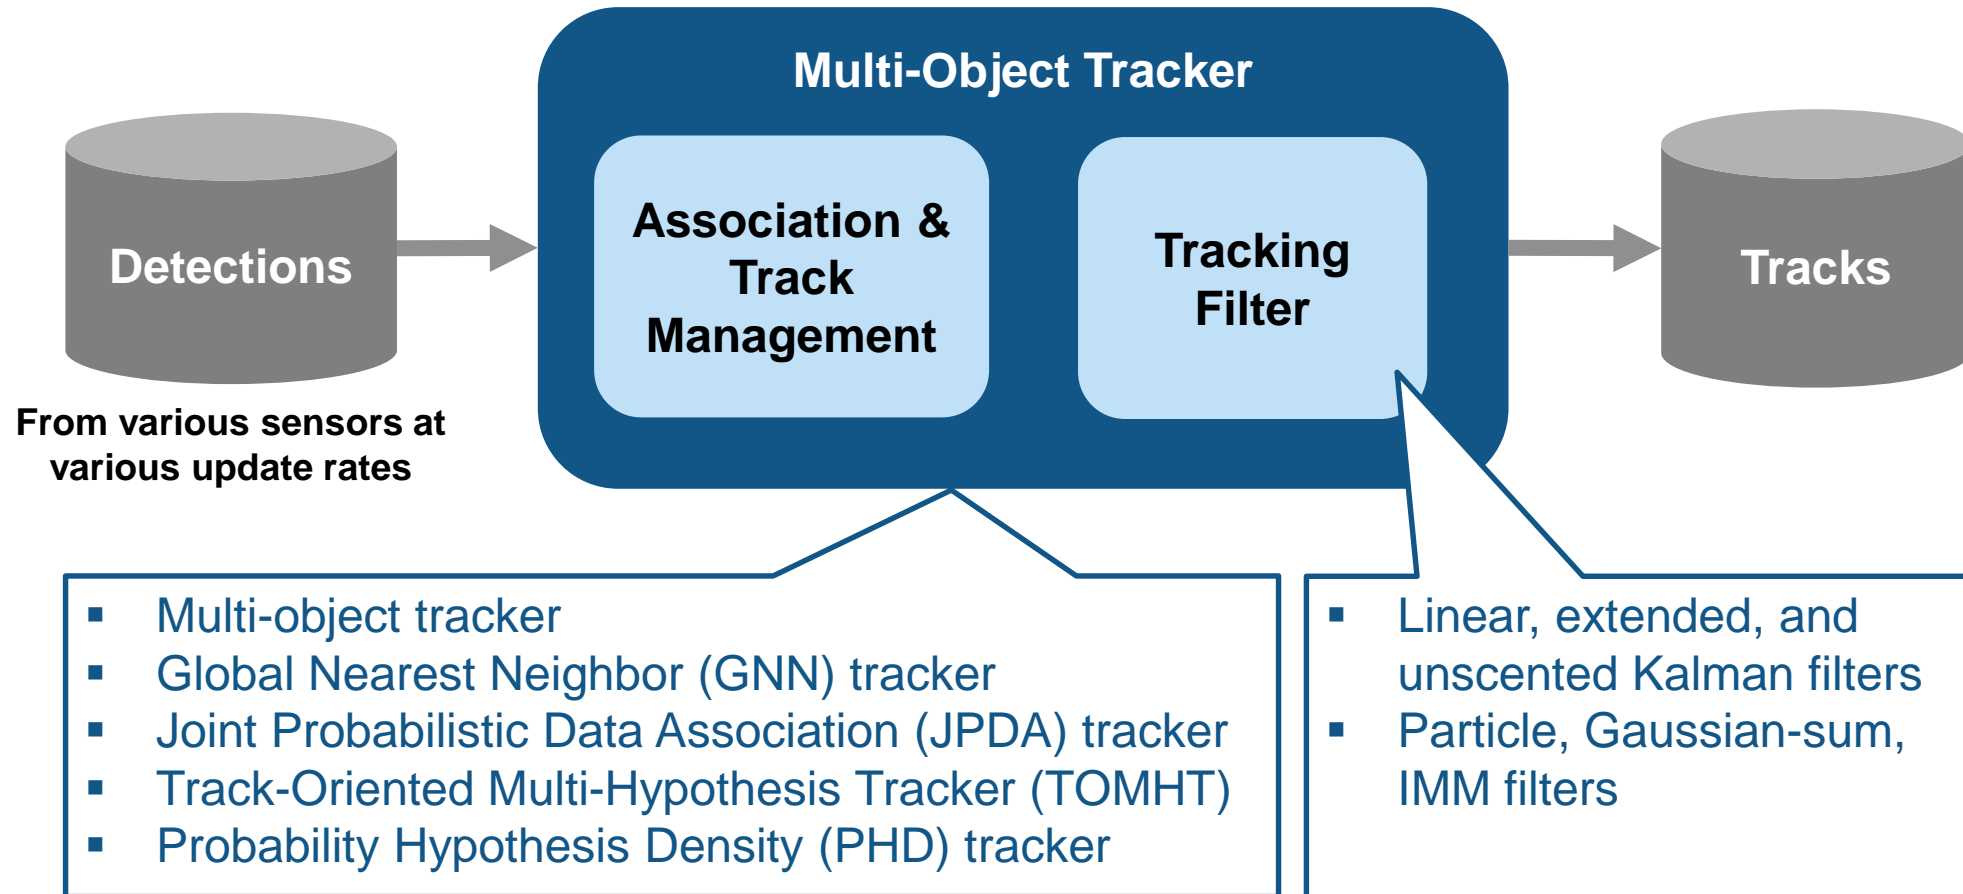 Multi-Object Tracker
Detections
Association &
Track
Management
Tracking
Filter
Tracks
From various sensors at
various update rates
▪ Multi-object tracker
▪ Global Nearest Neighbor (GNN) tracker
▪ Joint Probabilistic Data Association (JPDA) tracker
▪ Track-Oriented Multi-Hypothesis Tracker (TOMHT)
▪ Probability Hypothesis Density (PHD) tracker
▪ Linear, extended, and
unscented Kalman filters
▪ Particle, Gaussian-sum,
IMM filters